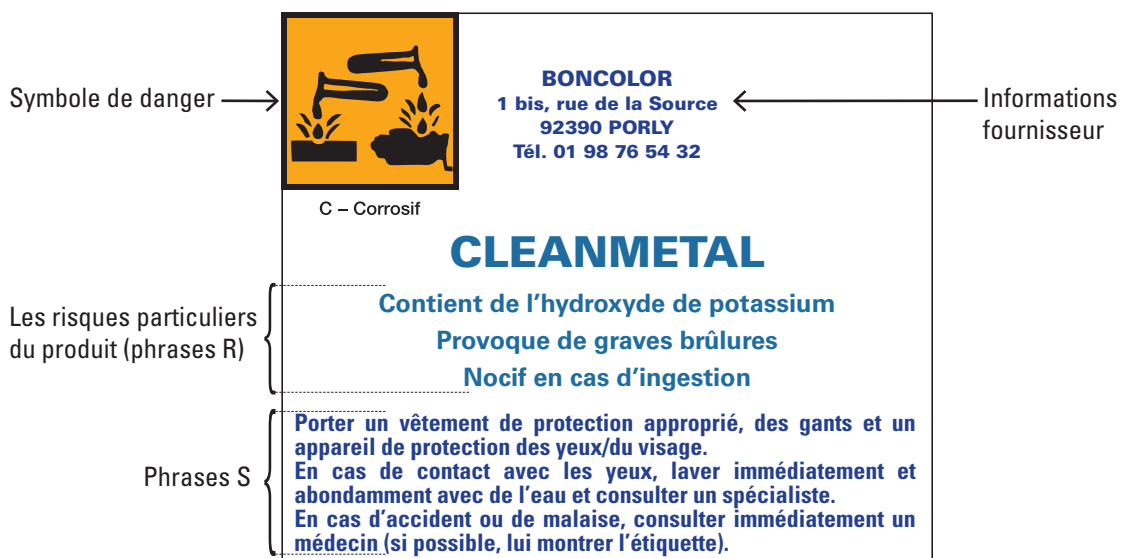 Symbole de danger
BONCOLOR
1 bis, rue de la Source
92390 PORLY
Tél. 01 98 76 54 32
Informations
fournisseur
C – Corrosif
CLEANMETAL
Les risques particuliers
du produit (phrases R)
Contient de l'hydroxyde de potassium
Provoque de graves brûlures
Nocif en cas d'ingestion
Phrases S
Porter un vêtement de protection approprié, des gants et un
appareil de protection des yeux/du visage.
En cas de contact avec les yeux, laver immédiatement et
abondamment avec de l'eau et consulter un spécialiste.
En cas d'accident ou de malaise, consulter immédiatement un
médecin (si possible, lui montrer l'étiquette).